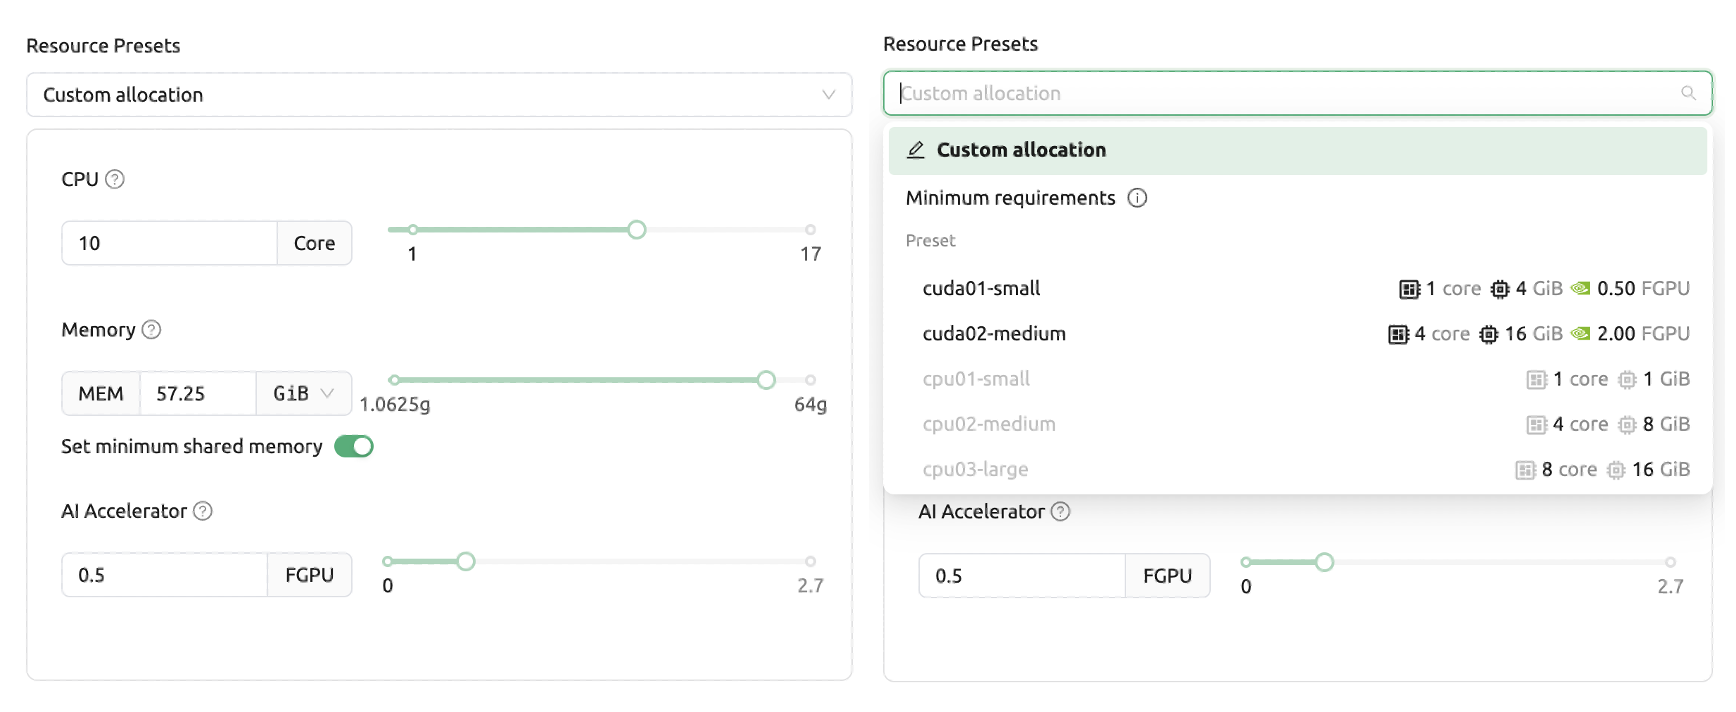 Resource Presets
Custom allocation
CPU
10 Core
1 17
Memory
MEM 57.25 GiB
1.0625g 64g
Set minimum shared memory
AI Accelerator
0.5 FGPU
0 2.7
Resource Presets
Custom allocation
Custom allocation
Minimum requirements
Preset
cuda01-small 1 core 4 GiB 0.50 FGPU
cuda02-medium 4 core 16 GiB 2.00 FGPU
cpu01-small 1 core 1 GiB
cpu02-medium 4 core 8 GiB
cpu03-large 8 core 16 GiB
AI Accelerator
0.5 FGPU
0 2.7